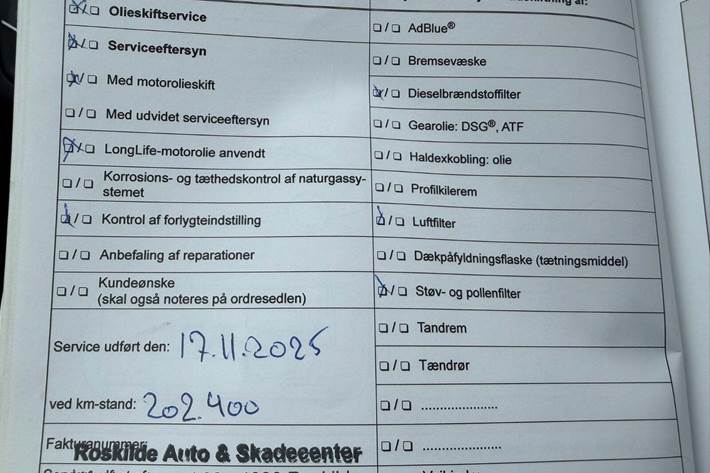 Olieskiftservice
Serviceeftersyn
Med motorolieskift
Med udvidet serviceeftersyn
LongLife-motorolie anvendt
Korrosions- og tæthedskontrol af naturgassy-
stemet
Kontrol af forlygteindstilling
Anbefaling af reparationer
Kundeønske
(skal også noteres på ordresedlen)
Service udført den: 17.11.2025
ved km-stand: 202.400
Fakturanummer:
Roskilde Auto & Skadecenter
af:
AdBlue®
Bremsevæske
Dieselbrændstoffilter
Gearolie: DSG®, ATF
Haldexkobling: olie
Profilkilerem
Luftfilter
Dækpåfyldningsflaske (tætningsmiddel)
Støv- og pollenfilter
Tandrem
Tændrør